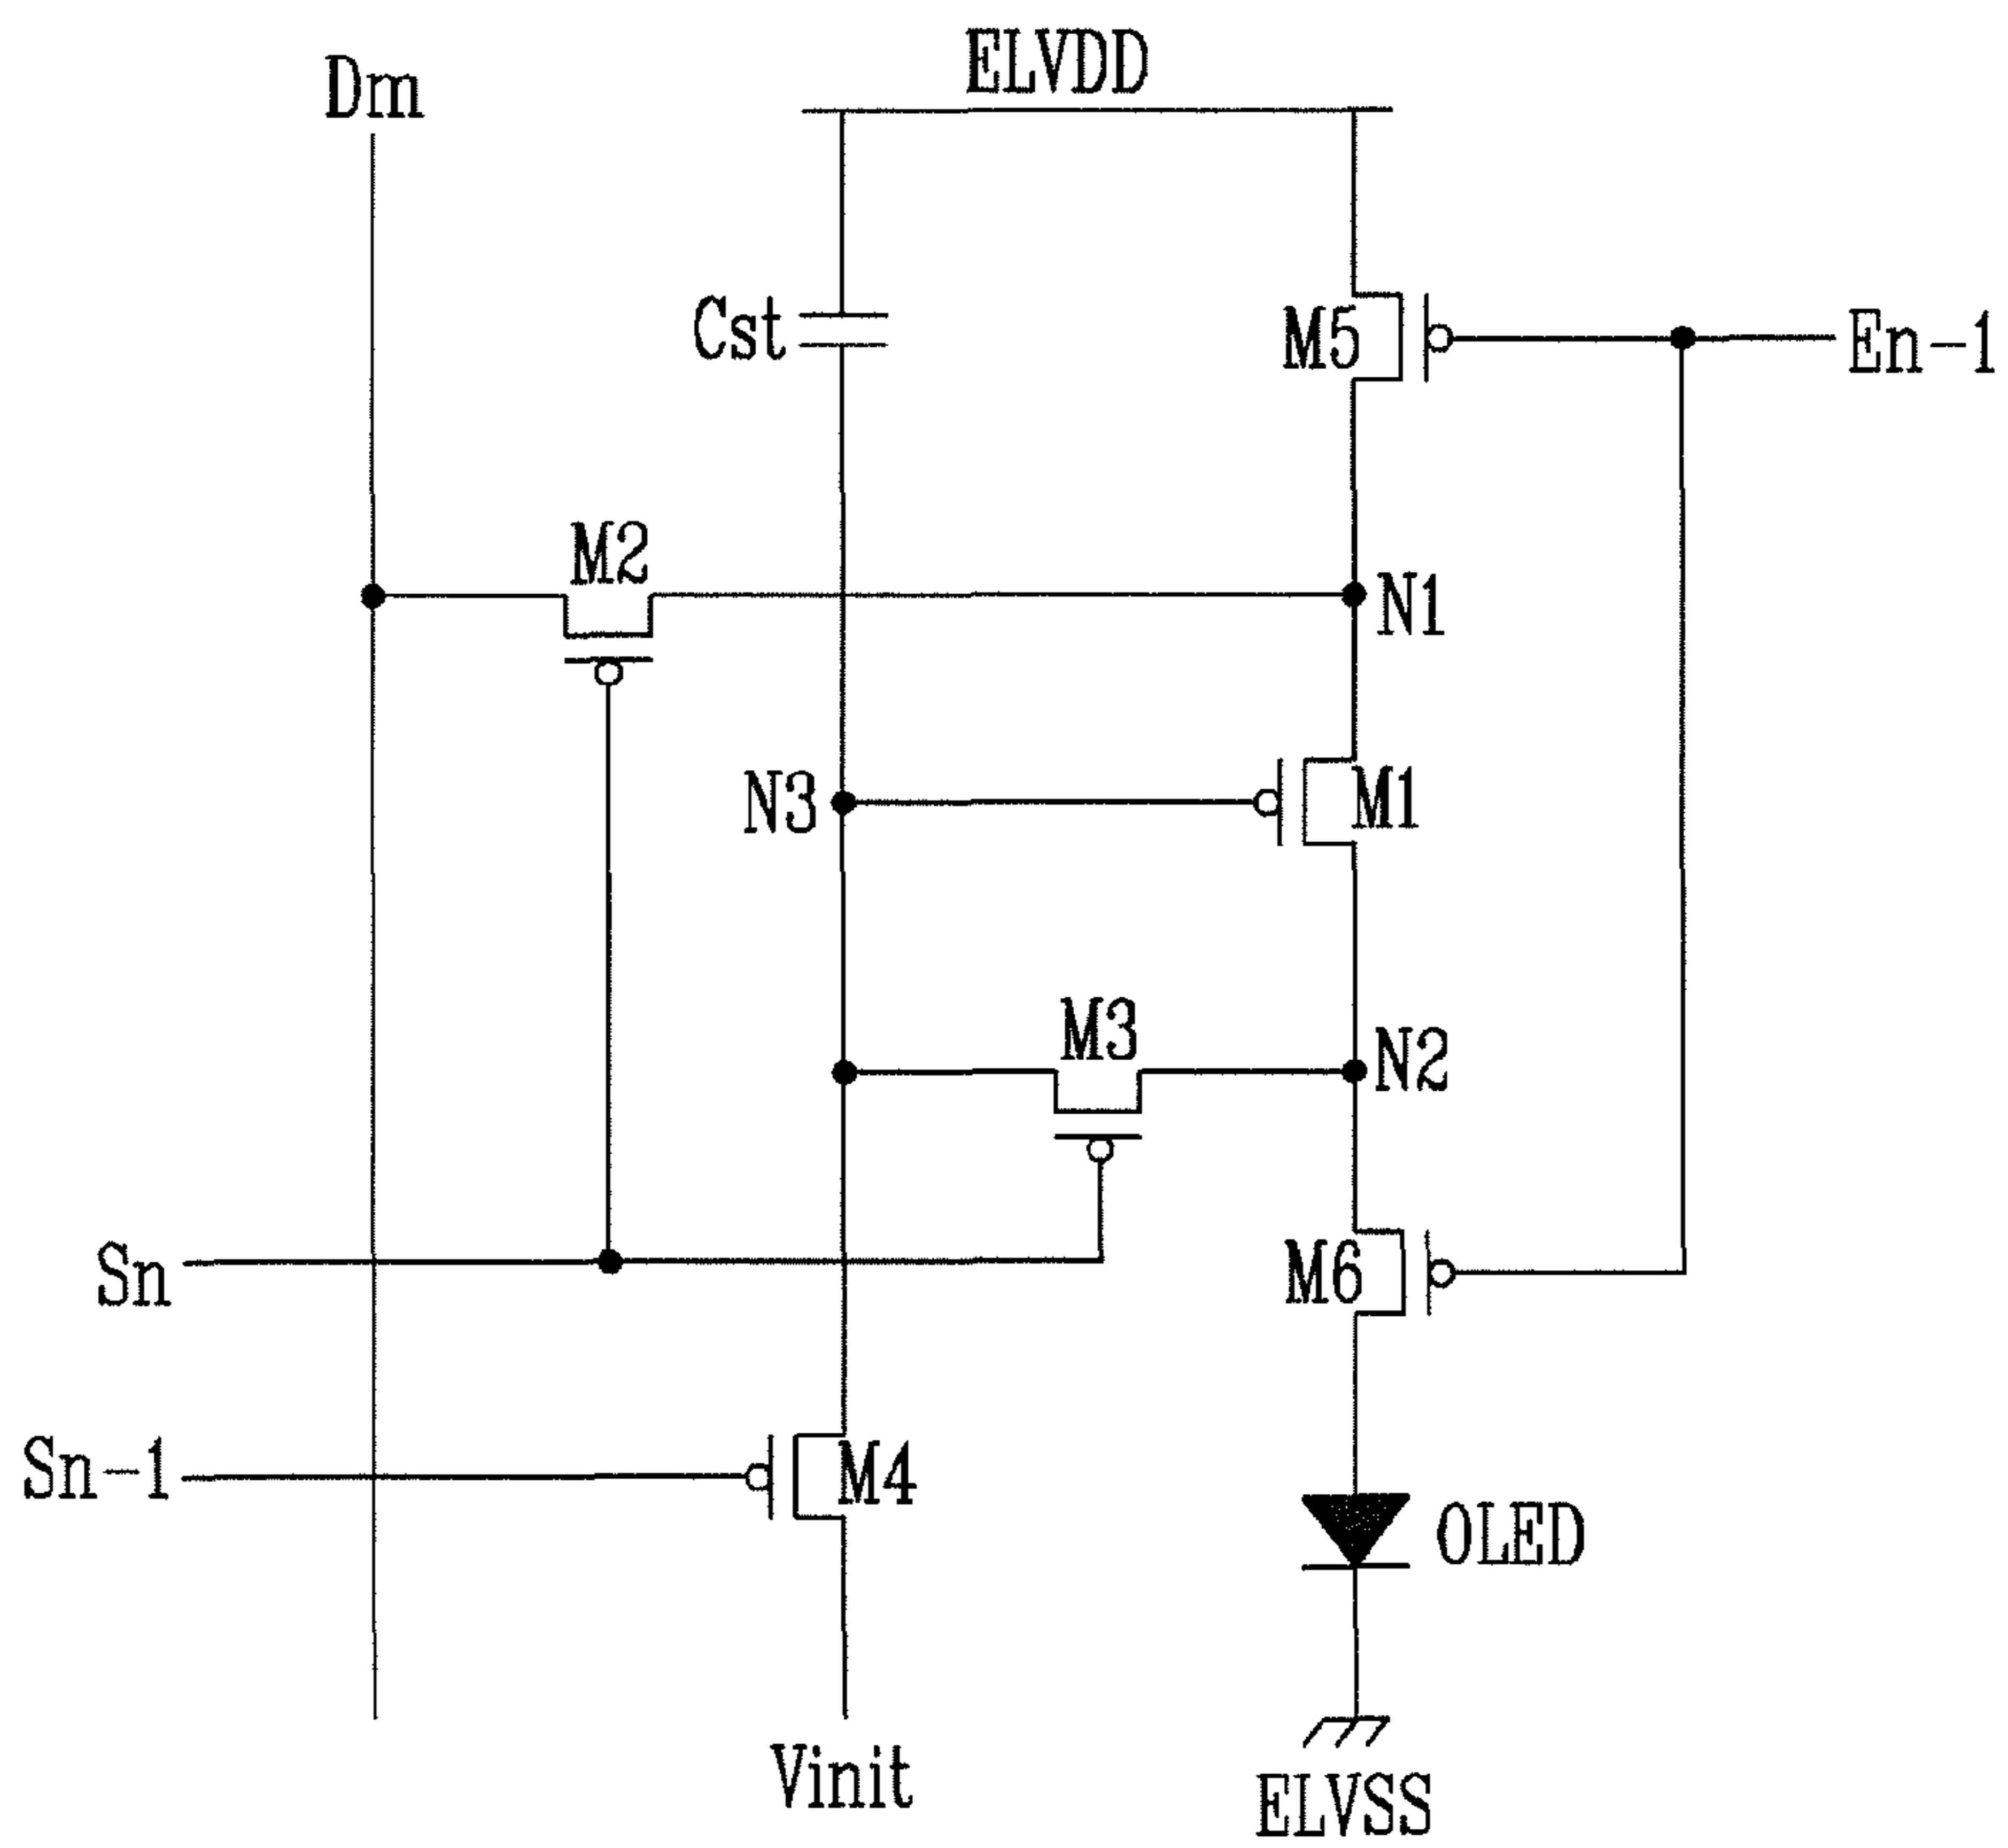 ELVDD
Dm
Cst
M5
En-1
M2
N1
N3
M1
M3
N2
Sn
M6
Sn-1
M4
OLED
Vinit
ELVSS